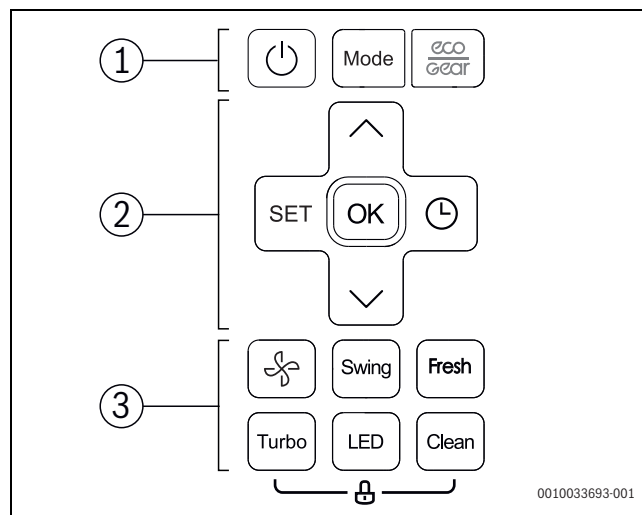 1
Mode
eco
Gear
2
SET
OK
3
Swing
Fresh
Turbo
LED
Clean
0010033693-001